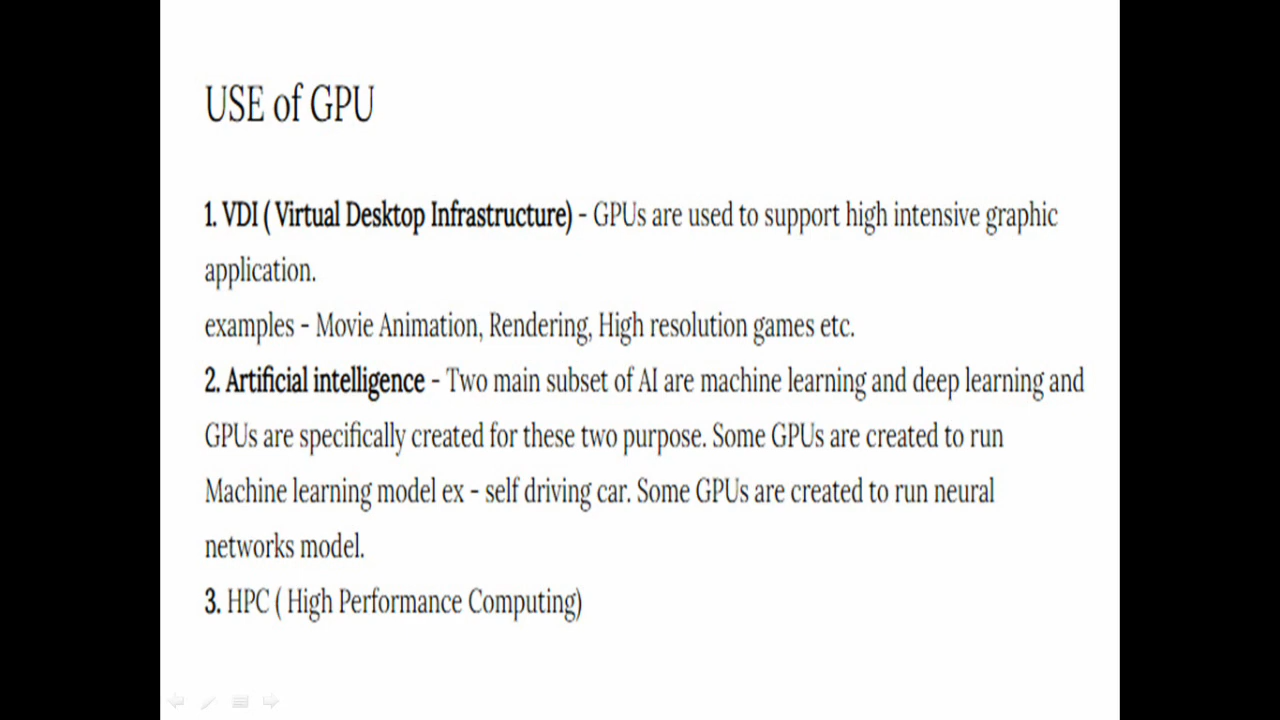 USE of GPU
1. VDI ( Virtual Desktop Infrastructure) - GPUs are used to support high intensive graphic
application.
examples - Movie Animation, Rendering, High resolution games etc.
2. Artificial intelligence - Two main subset of AI are machine learning and deep learning and
GPUs are specifically created for these two purpose. Some GPUs are created to run
Machine learning model ex - self driving car. Some GPUs are created to run neural
networks model.
3. HPC ( High Performance Computing)